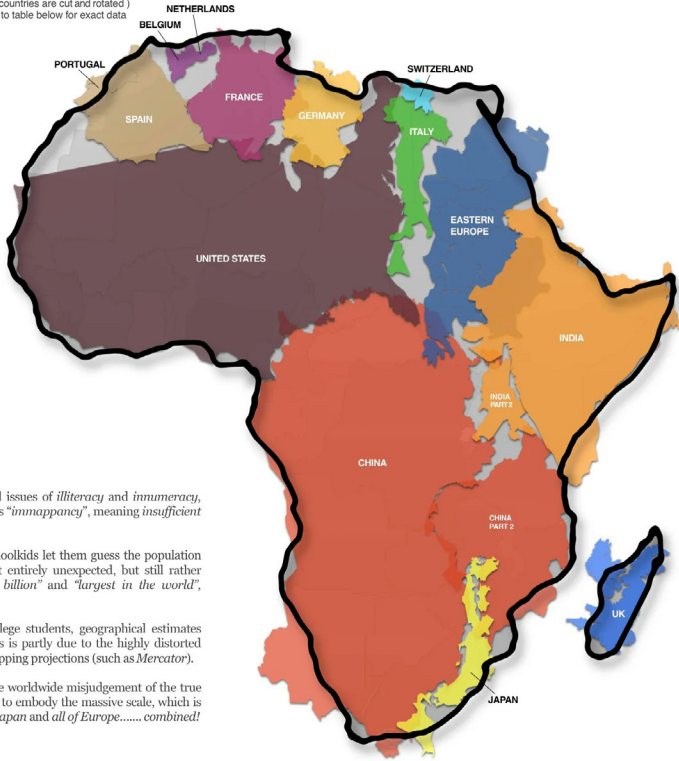 countries are cut and rotated )
to table below for exact data
NETHERLANDS
BELGIUM
PORTUGAL
SWITZERLAND
FRANCE
SPAIN
GERMANY
ITALY
EASTERN
EUROPE
UNITED STATES
INDIA
INDIA
PART 2
CHINA
CHINA
PART 2
UK
JAPAN
issues of illiteracy and innumeracy,
s “immappancy”, meaning insufficient
oolkids let them guess the population
t entirely unexpected, but still rather
billion” and “largest in the world”,
lege students, geographical estimates
s is partly due to the highly distorted
pping projections (such as Mercator).
e worldwide misjudgement of the true
to embody the massive scale, which is
apan and all of Europe....... combined!